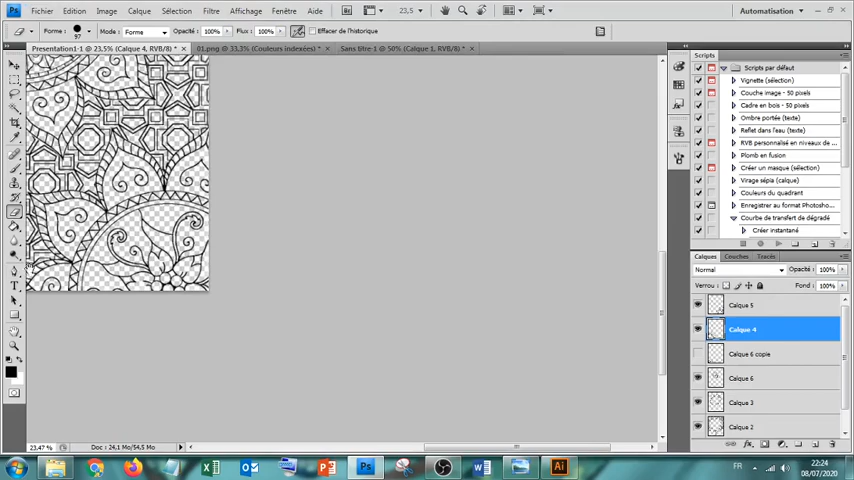 Ps Fichier Edition Image Calque Sélection Filtre Analyse Affichage Fenêtre Aide Br 23,5 Automatisation
Forme : 97 Mode : Forme Opacité : 100% Flux : 100% Effacer de l'historique
Presentation1-1 @ 23,5% (Calque 4, RVB/8) * × 01.png @ 33,3% (Couleurs indexées) * × Sans titre-1 @ 50% (Calque 1, RVB/8) * ×
Scripts
Scripts par défaut
Vignette (sélection)
Couche image - 50 pixels
Cadre en bois - 50 pixels
Ombre portée (texte)
Reflet dans l'eau (texte)
RVB personnalisé en niveaux de ...
Plomb en fusion
Créer un masque (sélection)
Virage sépia (calque)
Couleurs du quadrant
Enregistrer au format Photosho...
Courbe de transfert de dégradé
Créer instantané
Calques Couches Tracés
Normal Opacité : 100%
Verrou : Fond : 100%
Calque 5
Calque 4
Calque 6 copie
Calque 6
Calque 3
Calque 2
23,47 % Doc : 24,1 Mo/54,5 Mo
FR 22:24
08/07/2020